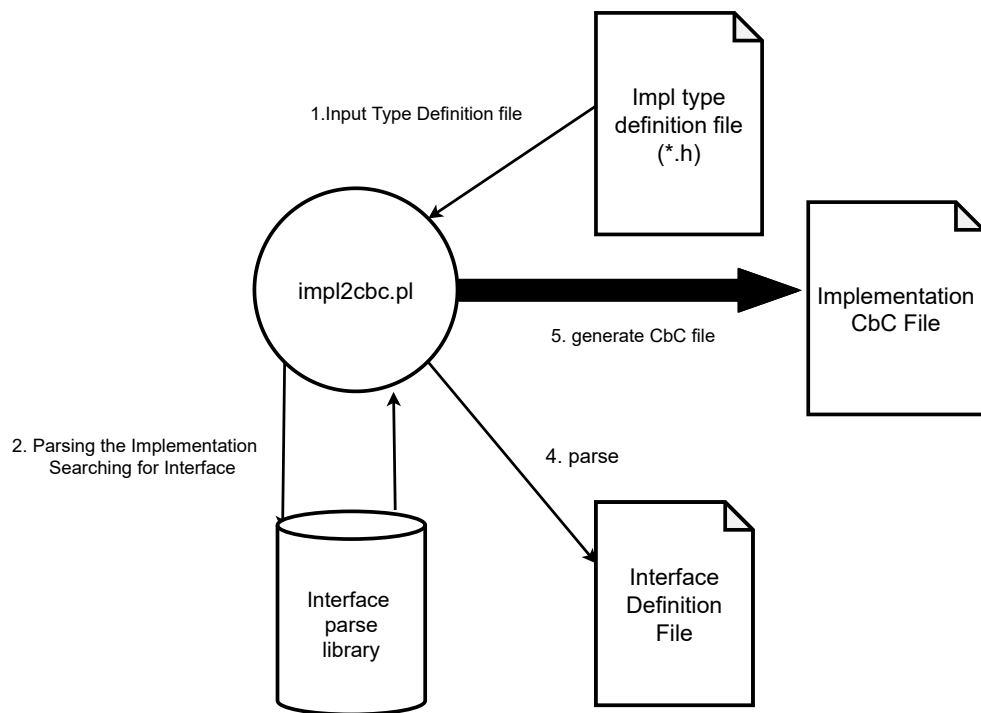 Impl type
definition file
(*.h)
1.Input Type Definition file
impl2cbc.pl
Implementation
CbC File
5. generate CbC file
2. Parsing the Implementation
Searching for Interface
4. parse
Interface
parse
library
Interface
Definition
File